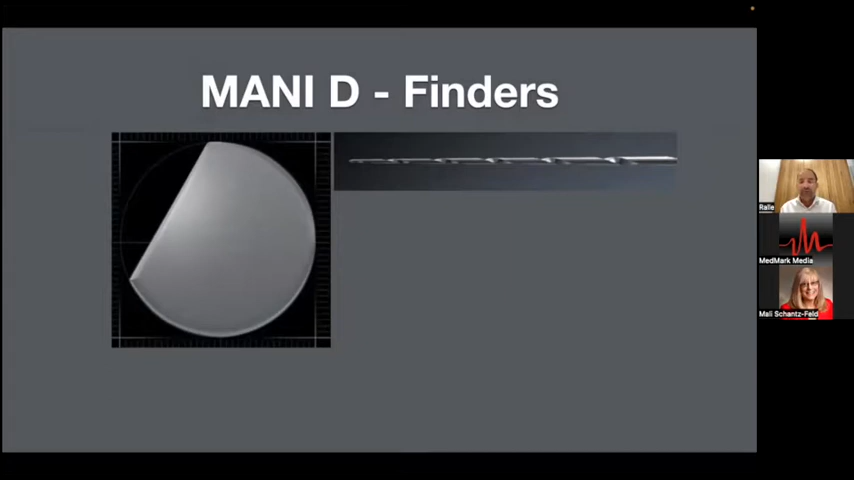 MANI D - Finders
Ralle
MedMark Media
Mali Schantz-Feld